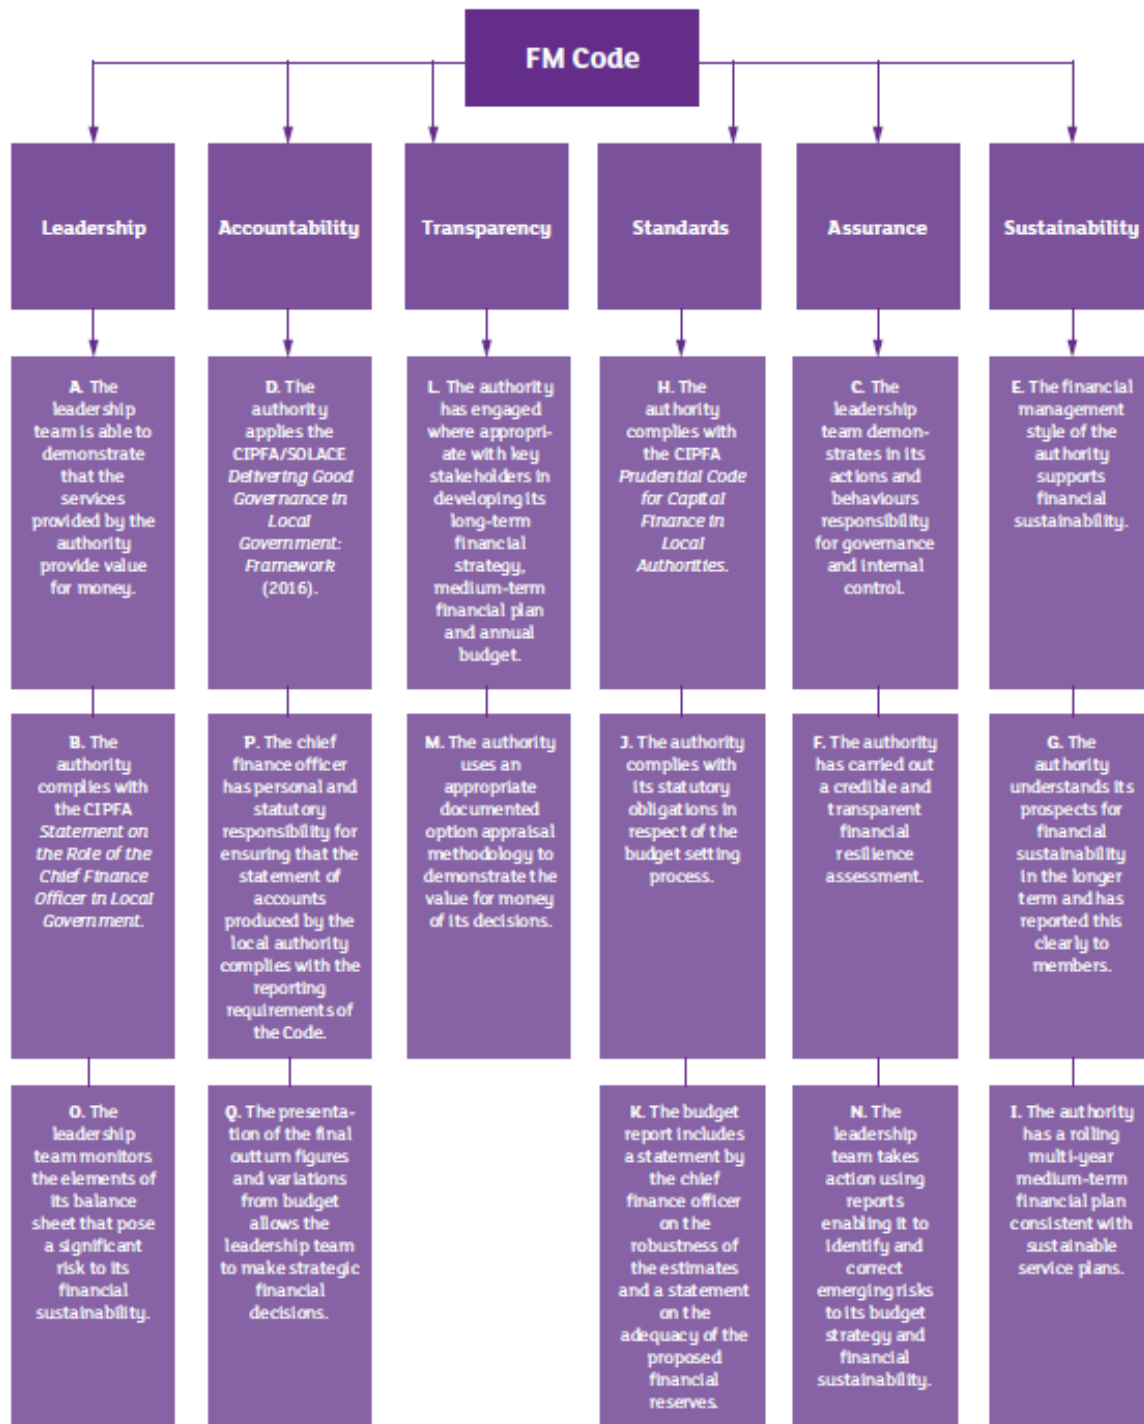 FM Code
Leadership
Accountability
Transparency
Standards
Assurance
Sustainability
A. The
leadership
team is able to
demonstrate
that the
services
provided by the
authority
provide value
for money.
D. The
authority
applies the
CIPFA/SOLACE
Delivering Good
Governance in
Local
Government:
Framework
(2016).
L. The authority
has engaged
where appropri-
ate with key
stakeholders in
developing its
long-term
financial
strategy,
medium-term
financial plan
and annual
budget.
H. The
authority
complies with
the CIPFA
Prudential Code
for Capital
Finance in
Local
Authorities.
C. The
leadership
team demon-
strates in its
actions and
behaviours
responsibility
for governance
and internal
control.
E. The financial
management
style of the
authority
supports
financial
sustainability.
B. The
authority
complies with
the CIPFA
Statement on
the Role of the
Chief Finance
Officer in Local
Government.
P. The chief
finance officer
has personal and
statutory
responsibility for
ensuring that the
statement of
accounts
produced by the
local authority
complies with the
reporting
requirements of
the Code.
M. The authority
uses an
appropriate
documented
option appraisal
methodology to
demonstrate the
value for money
of its decisions.
J. The authority
complies with
its statutory
obligations in
respect of the
budget setting
process.
F. The authority
has carried out
a credible and
transparent
financial
resilience
assessment.
G. The
authority
understands its
prospects for
financial
sustainability
in the longer
term and has
reported this
clearly to
members.
O. The
leadership
team monitors
the elements of
its balance
sheet that pose
a significant
risk to its
financial
sustainability.
Q. The presenta-
tion of the final
outturn figures
and variations
from budget
allows the
leadership team
to make strategic
financial
decisions.
K. The budget
report includes
a statement by
the chief
finance officer
on the
robustness of
the estimates
and a statement
on the
adequacy of the
proposed
financial
reserves.
N. The
leadership
team takes
action using
reports
enabling it to
identify and
correct
emerging risks
to its budget
strategy and
financial
sustainability.
I. The authority
has a rolling
multi-year
medium-term
financial plan
consistent with
sustainable
service plans.